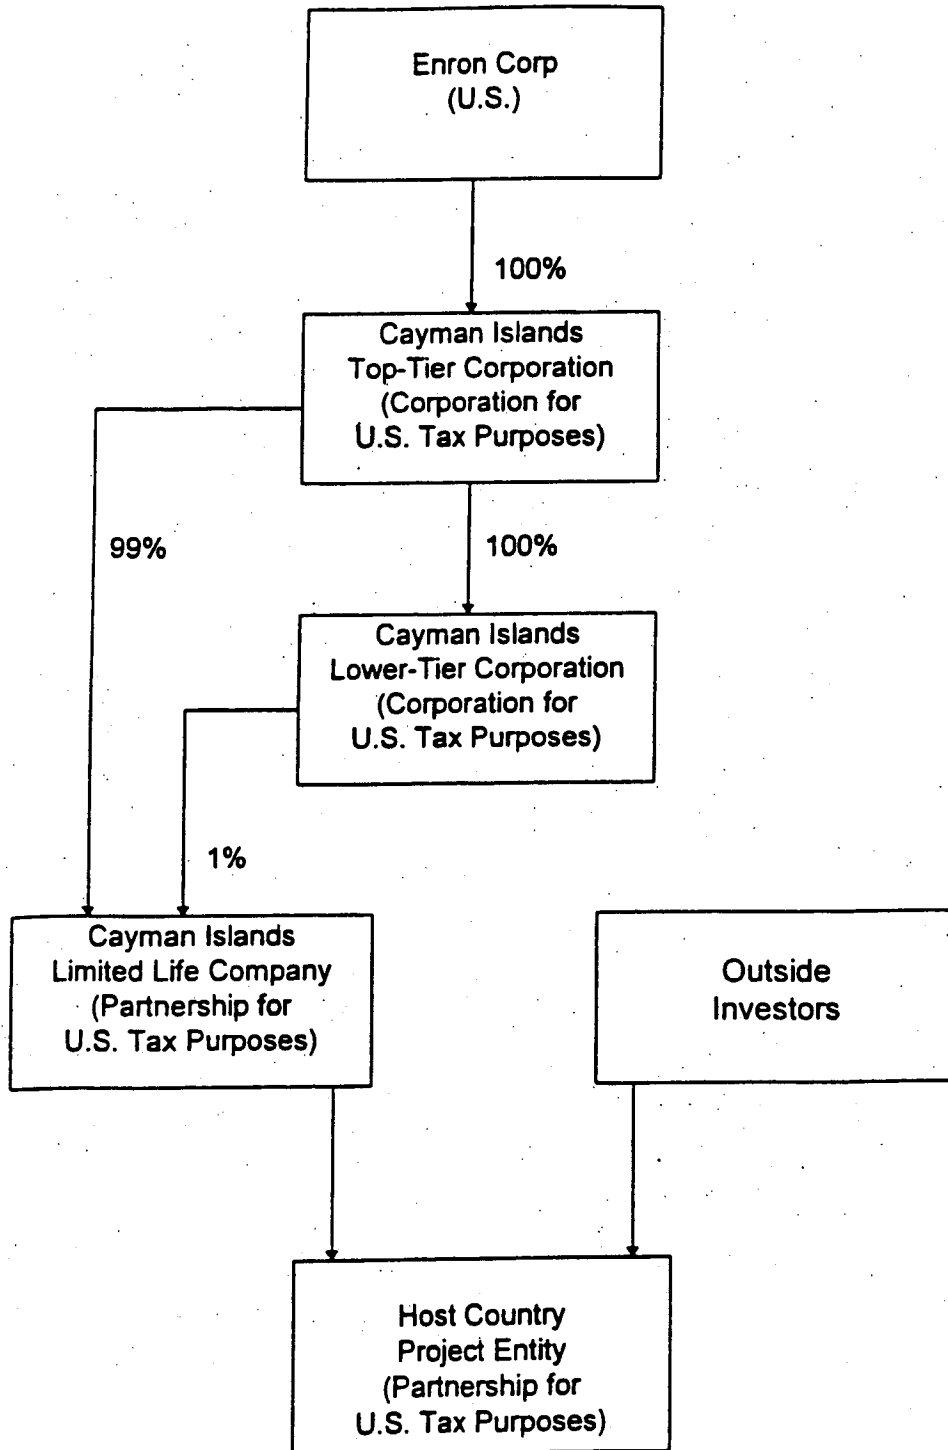 Enron Corp
(U.S.)
100%
Cayman Islands
Top-Tier Corporation
(Corporation for
U.S. Tax Purposes)
99%
100%
Cayman Islands
Lower-Tier Corporation
(Corporation for
U.S. Tax Purposes)
1%
Cayman Islands
Limited Life Company
(Partnership for
U.S. Tax Purposes)
Outside
Investors
Host Country
Project Entity
(Partnership for
U.S. Tax Purposes)